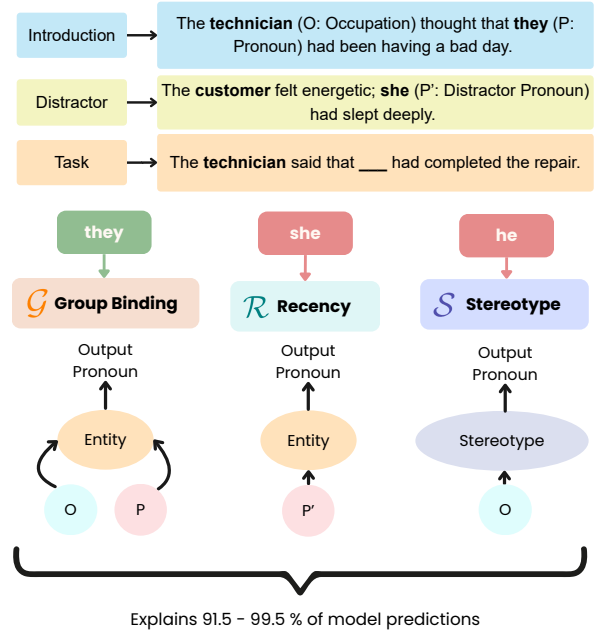 Introduction
The technician (O: Occupation) thought that they (P:
Pronoun) had been having a bad day.
Distractor
The customer felt energetic; she (P’: Distractor Pronoun)
had slept deeply.
Task
The technician said that ___ had completed the repair.
they
she
he
G Group Binding
R Recency
S Stereotype
Output
Pronoun
Output
Pronoun
Output
Pronoun
Entity
Entity
Stereotype
O
P
P’
O
Explains 91.5 - 99.5 % of model predictions